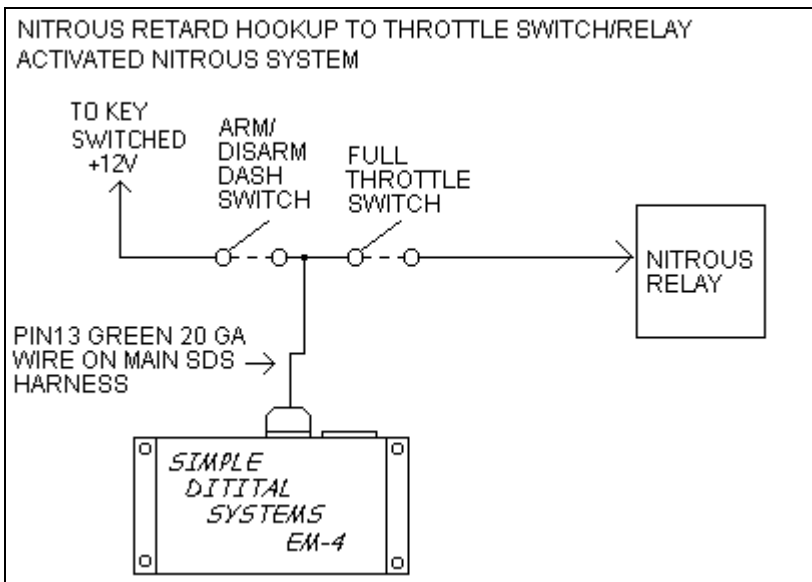 NITROUS RETARD HOOKUP TO THROTTLE SWITCH/RELAY
ACTIVATED NITROUS SYSTEM
TO KEY
SWITCHED
+12V
ARM/
DISARM
DASH
SWITCH
FULL
THROTTLE
SWITCH
NITROUS
RELAY
PIN13 GREEN 20 GA
WIRE ON MAIN SDS
HARNESS
SIMPLE
DITITAL
SYSTEMS
EM-4